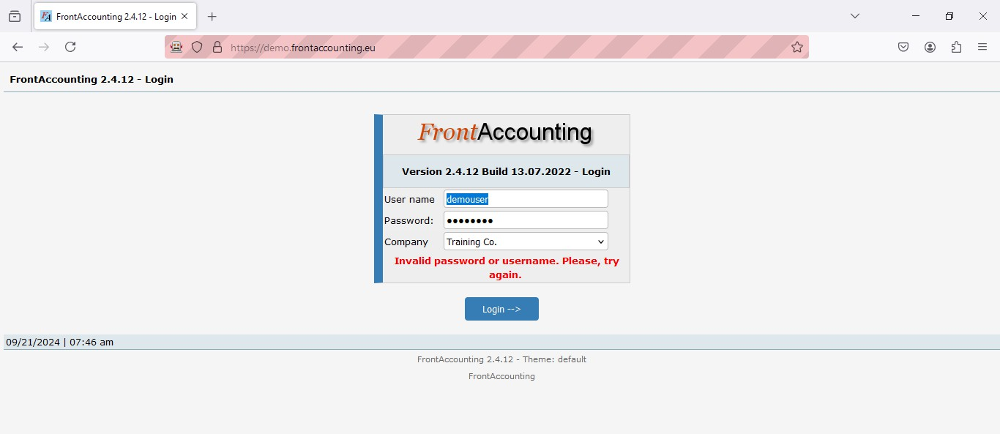 FrontAccounting 2.4.12 - Login
https://demo.frontaccounting.eu
FrontAccounting 2.4.12 - Login
FrontAccounting
Version 2.4.12 Build 13.07.2022 - Login
User name demouser
Password: ●●●●●●●●
Company Training Co.
Invalid password or username. Please, try
again.
Login -->
09/21/2024 | 07:46 am
FrontAccounting 2.4.12 - Theme: default
FrontAccounting